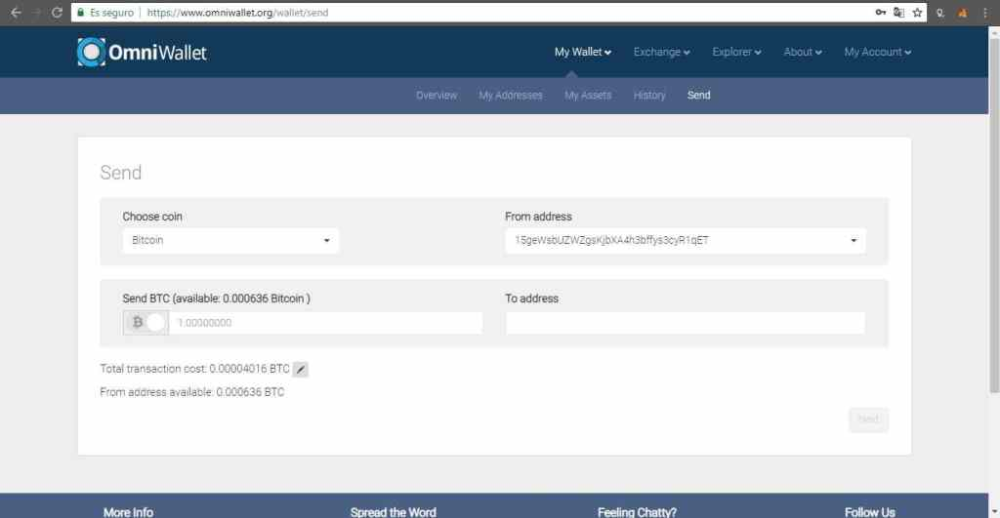 Es seguro https://www.omniwallet.org/wallet/send
OmniWallet My Wallet Exchange Explorer About My Account
Overview My Addresses My Assets History Send
Send
Choose coin From address
Bitcoin 15geWsbUZWZgsKjbXA4h3bffys3cyR1qET
Send BTC (available: 0.000636 Bitcoin ) To address
1.00000000
Total transaction cost: 0.00004016 BTC
From address available: 0.000636 BTC
Next
More Info Spread the Word Feeling Chatty? Follow Us